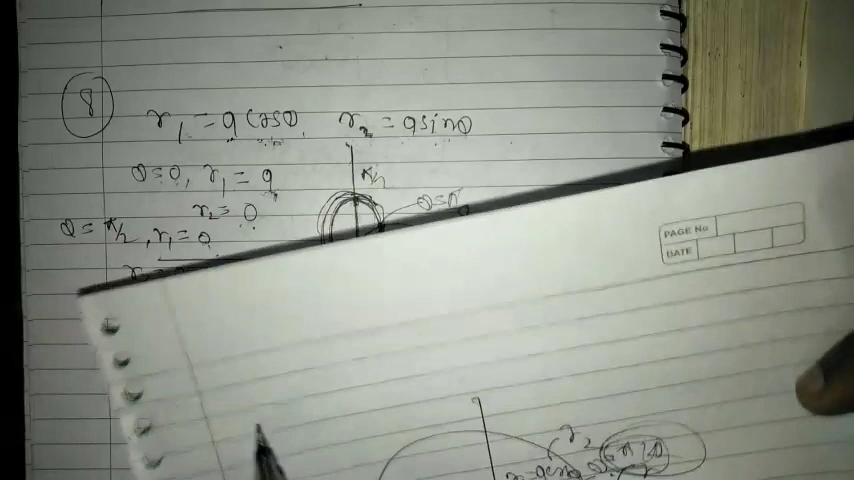 8
r₁ = a cosθ, r₂ = a sinθ
θ=0, r₁ = a
π/2
r₂ = 0
θ=π
θ = π/2, r₁ = 0
PAGE No
DATE
r₂